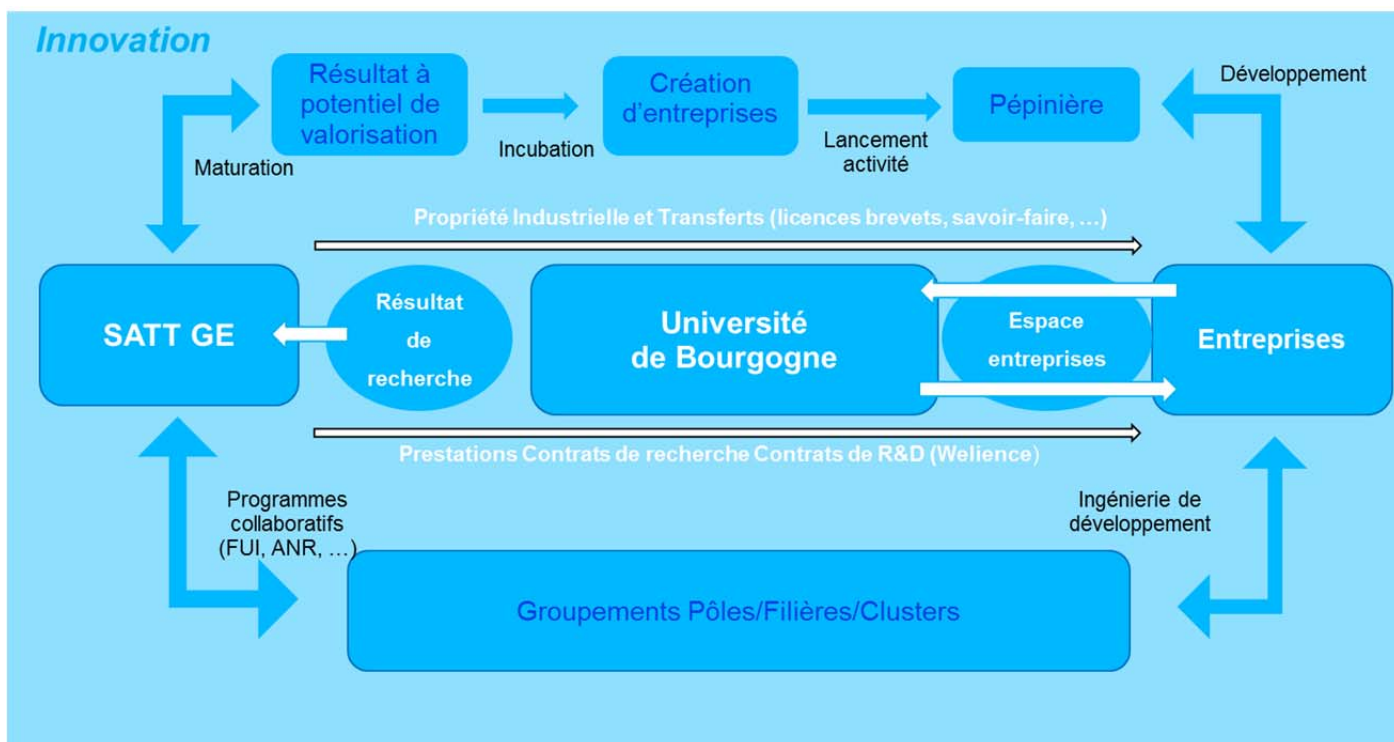 Innovation
Résultat à
potentiel de
valorisation
Création
d'entreprises
Pépinière
Développement
Maturation
Incubation
Lancement
activité
Propriété Industrielle et Transferts (licences brevets, savoir-faire, …)
SATT GE
Résultat
de
recherche
Université
de Bourgogne
Espace
entreprises
Entreprises
Prestations Contrats de recherche Contrats de R&D (Welience)
Programmes
collaboratifs
(FUI, ANR, …)
Ingénierie de
développement
Groupements Pôles/Filières/Clusters